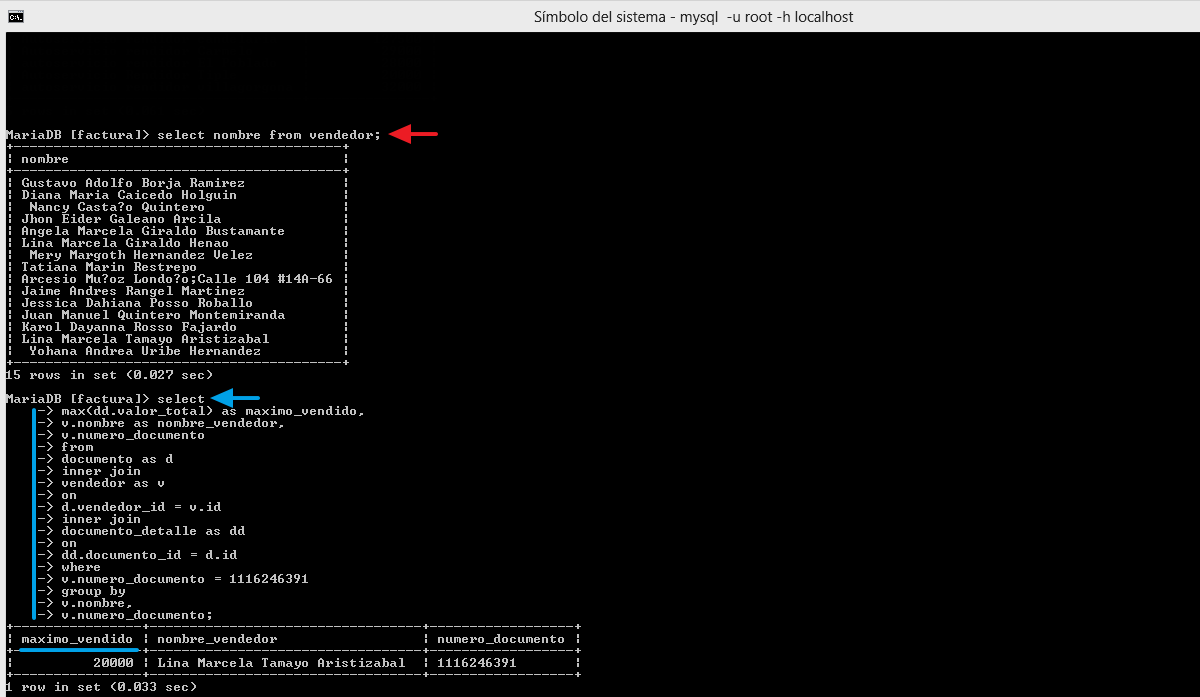 Símbolo del sistema - mysql  -u root -h localhost
MariaDB [factura]> select nombre from vendedor;
+-----------------------------------------+
| nombre                                  |
+-----------------------------------------+
| Gustavo Adolfo Borja Ramirez            |
| Diana Maria Caicedo Holguin             |
|  Nancy Casta?o Quintero                 |
| Jhon Eider Galeano Arcila               |
| Angela Marcela Giraldo Bustamante       |
| Lina Marcela Giraldo Henao              |
|  Mery Margoth Hernandez Velez           |
| Tatiana Marin Restrepo                  |
| Arcesio Mu?oz Londo?o;Calle 104 #14A-66 |
| Jaime Andres Rangel Martinez            |
| Jessica Dahiana Posso Roballo           |
| Juan Manuel Quintero Montemiranda       |
| Karol Dayanna Rosso Fajardo             |
| Lina Marcela Tamayo Aristizabal         |
|  Yohana Andrea Uribe Hernandez          |
+-----------------------------------------+
15 rows in set (0.027 sec)
MariaDB [factura]> select
    -> max(dd.valor_total) as maximo_vendido,
    -> v.nombre as nombre_vendedor,
    -> v.numero_documento
    -> from
    -> documento as d
    -> inner join
    -> vendedor as v
    -> on
    -> d.vendedor_id = v.id
    -> inner join
    -> documento_detalle as dd
    -> on
    -> dd.documento_id = d.id
    -> where
    -> v.numero_documento = 1116246391
    -> group by
    -> v.nombre,
    -> v.numero_documento;
+----------------+----------------------------------+------------------+
| maximo_vendido | nombre_vendedor                  | numero_documento |
+----------------+----------------------------------+------------------+
|          20000 | Lina Marcela Tamayo Aristizabal  | 1116246391       |
+----------------+----------------------------------+------------------+
1 row in set (0.033 sec)